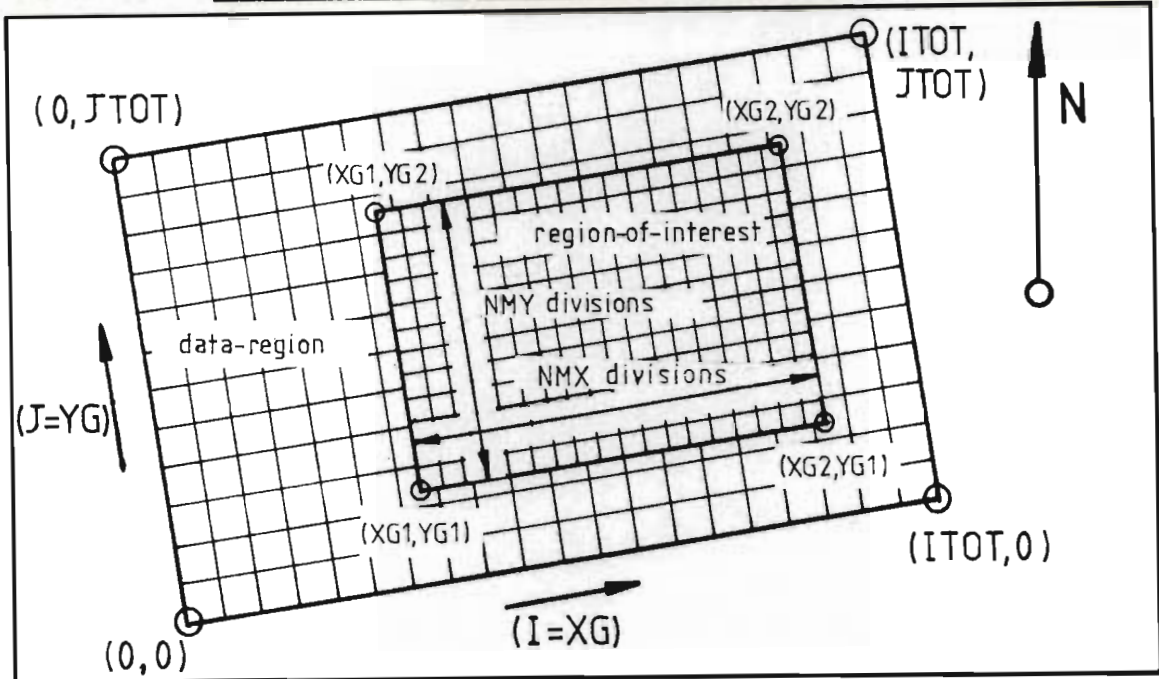 (ITOT,
JTOT)
N
(0,JTOT)
(XG2,YG2)
(XG1,YG2)
region-of-interest
NMY divisions
data-region
NMX divisions
(J=YG)
(XG2,YG1)
(XG1,YG1)
(ITOT,0)
(I=XG)
(0,0)